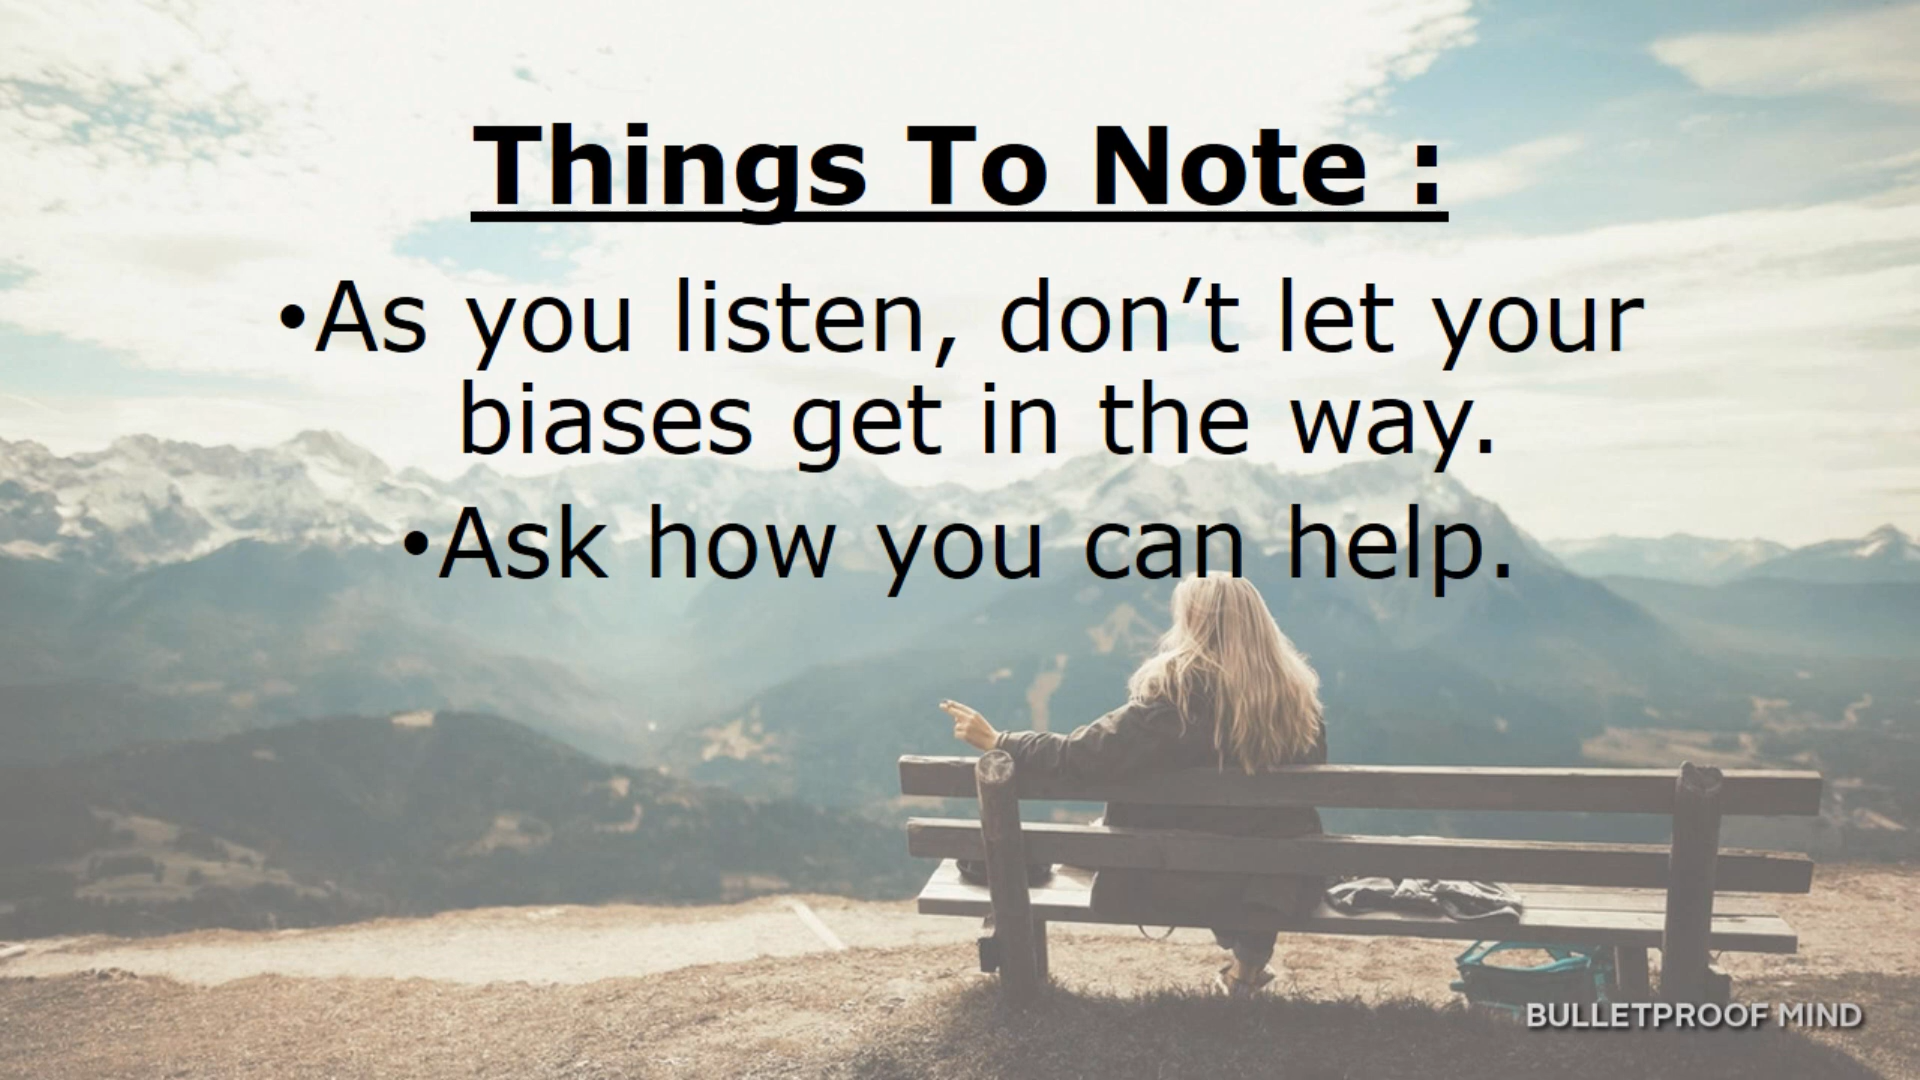 Things To Note :
•As you listen, don’t let your
biases get in the way.
•Ask how you can help.
BULLETPROOF MIND